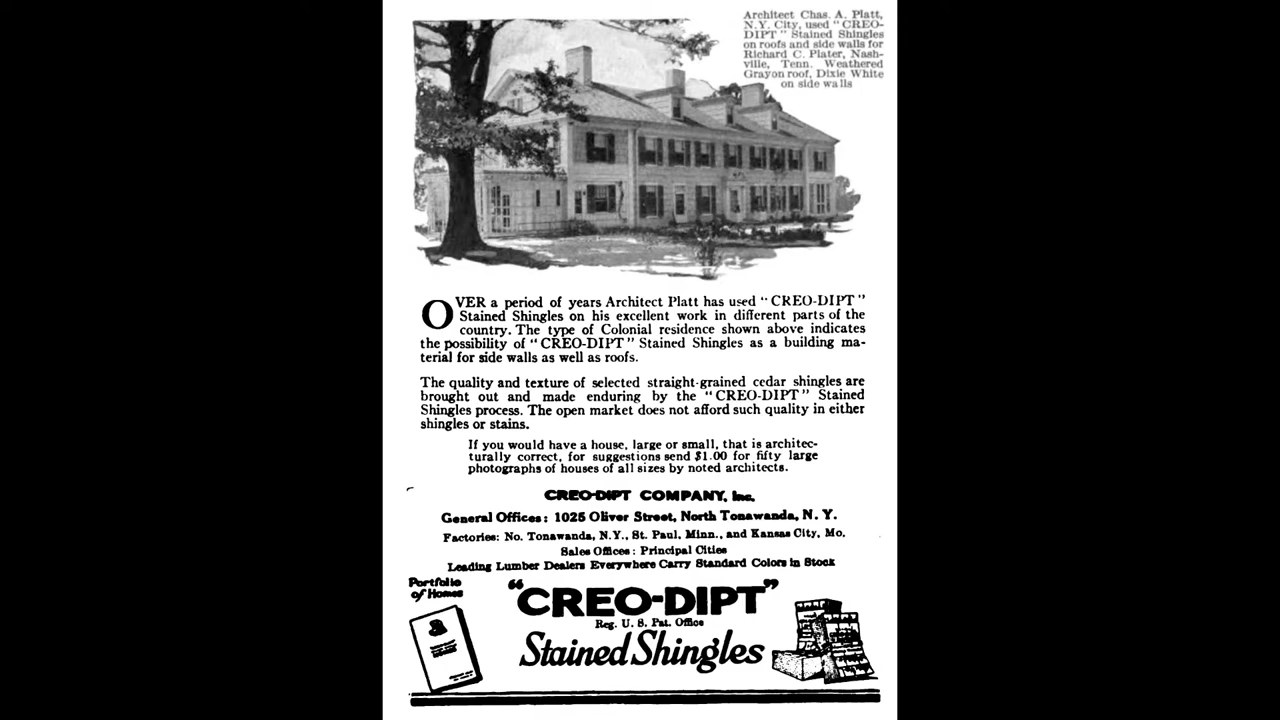 Architect Chas. A. Platt,
N.Y. City, used "CREO-
DIPT" Stained Shingles
on roofs and side walls for
Richard C. Plater, Nash-
ville, Tenn. Weathered
Gray on roof, Dixie White
on side walls
OVER a period of years Architect Platt has used "CREO-DIPT"
Stained Shingles on his excellent work in different parts of the
country. The type of Colonial residence shown above indicates
the possibility of "CREO-DIPT" Stained Shingles as a building ma-
terial for side walls as well as roofs.
The quality and texture of selected straight-grained cedar shingles are
brought out and made enduring by the "CREO-DIPT" Stained
Shingles process. The open market does not afford such quality in either
shingles or stains.
If you would have a house, large or small, that is architec-
turally correct, for suggestions send $1.00 for fifty large
photographs of houses of all sizes by noted architects.
CREO-DIPT COMPANY, Inc.
General Offices: 1025 Oliver Street, North Tonawanda, N. Y.
Factories: No. Tonawanda, N.Y., St. Paul, Minn., and Kansas City, Mo.
Sales Offices: Principal Cities
Leading Lumber Dealers Everywhere Carry Standard Colors in Stock
Portfolio
of Homes
"CREO-DIPT"
Reg. U. S. Pat. Office
Stained Shingles